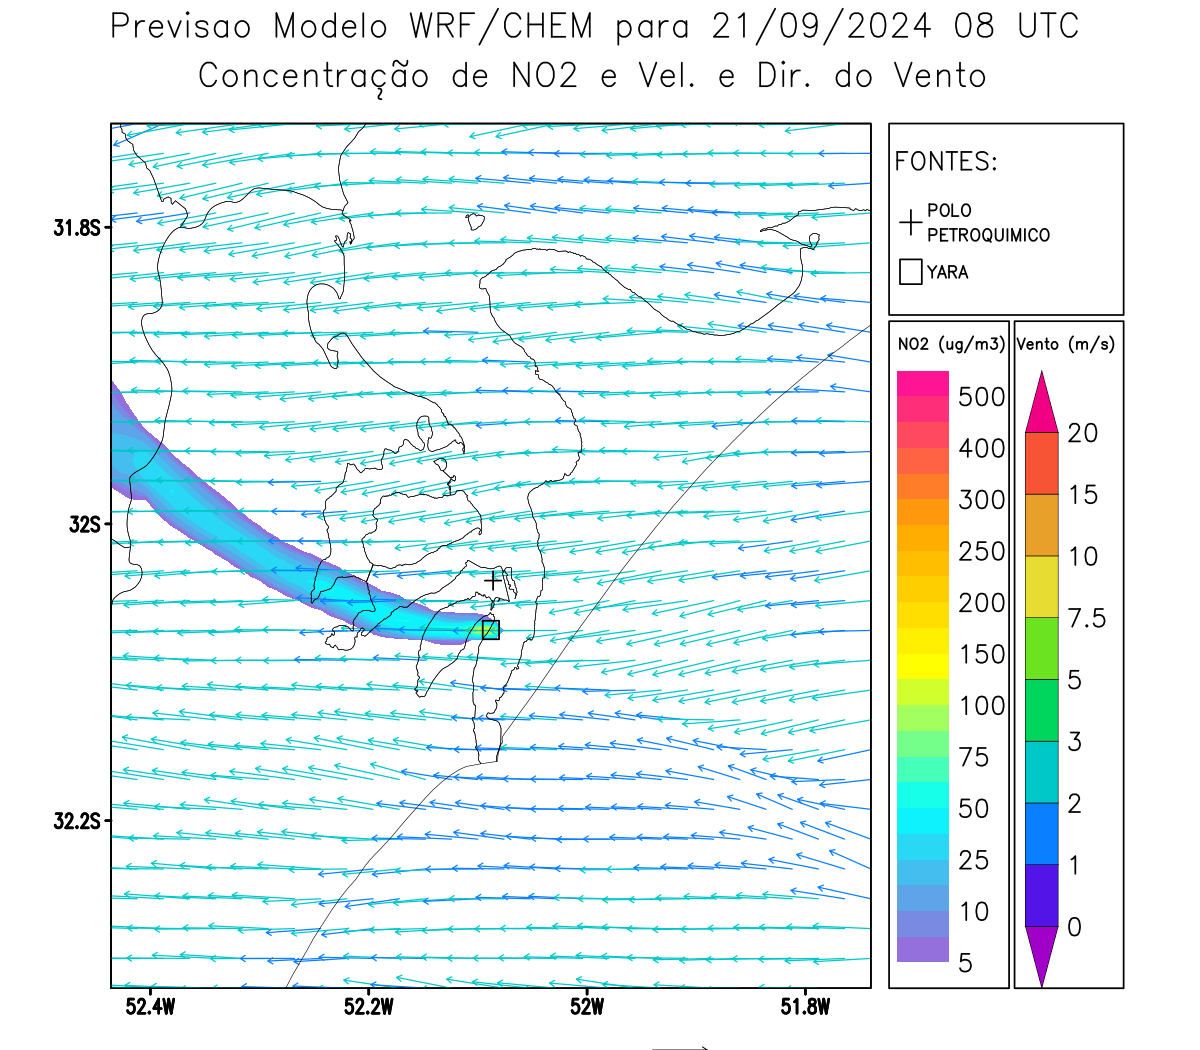 Previsao Modelo WRF/CHEM para 21/09/2024 08 UTC
Concentração de NO2 e Vel. e Dir. do Vento
FONTES:
POLO
PETROQUIMICO
YARA
NO2 (ug/m3)
500
400
300
250
200
150
100
75
50
25
10
5
Vento (m/s)
20
15
10
7.5
5
3
2
1
0
31.8S
32S
32.2S
52.4W
52.2W
52W
51.8W